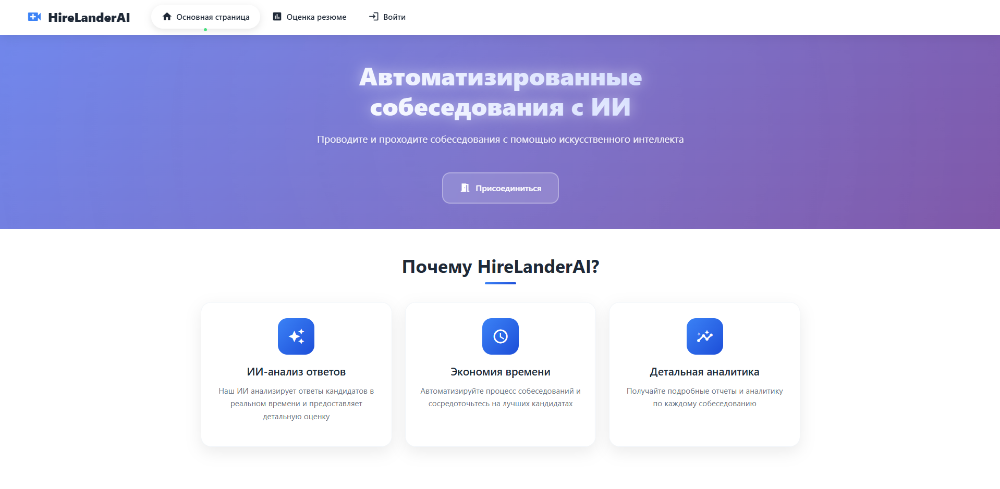 HireLanderAI
Основная страница
Оценка резюме
Войти
Автоматизированные
собеседования с ИИ
Проводите и проходите собеседования с помощью искусственного интеллекта
Присоединиться
Почему HireLanderAI?
ИИ-анализ ответов
Наш ИИ анализирует ответы кандидатов в
реальном времени и предоставляет
детальную оценку
Экономия времени
Автоматизируйте процесс собеседований и
сосредоточьтесь на лучших кандидатах
Детальная аналитика
Получайте подробные отчеты и аналитику
по каждому собеседованию